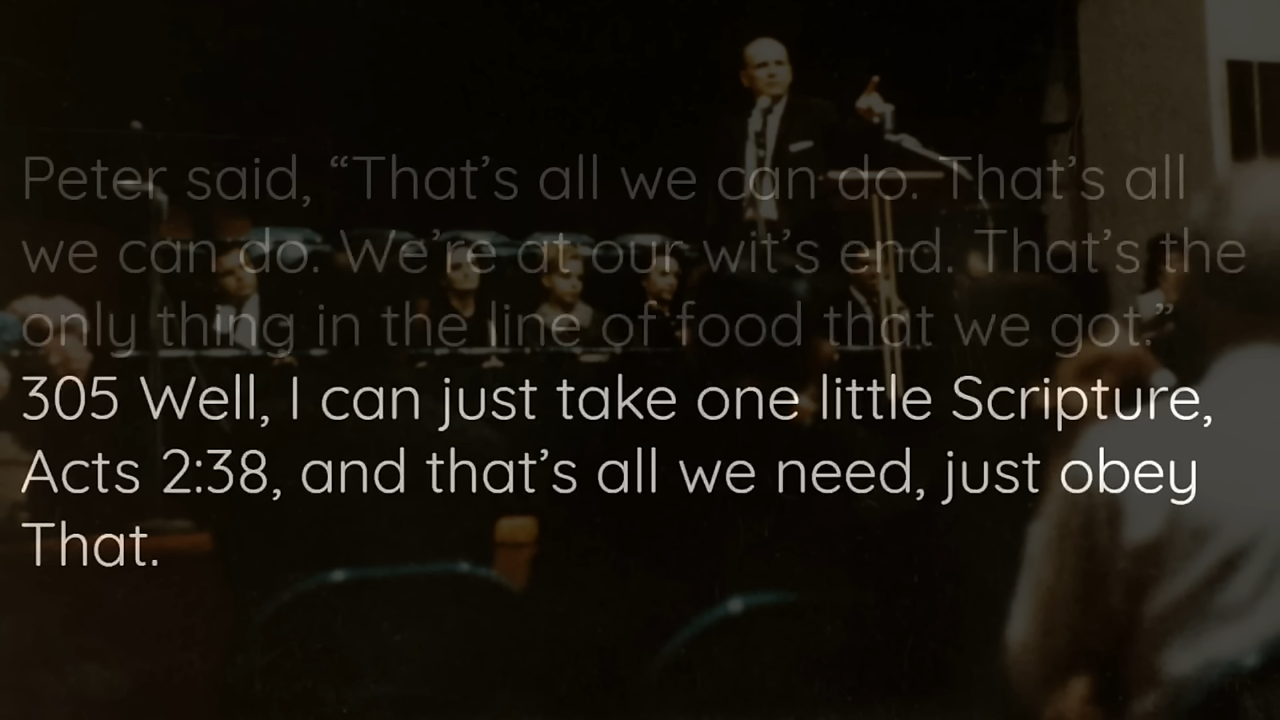 Peter said, “That’s all we can do. That’s all
we can do. We’re at our wit’s end. That’s the
only thing in the line of food that we got.”
305 Well, I can just take one little Scripture,
Acts 2:38, and that’s all we need, just obey
That.